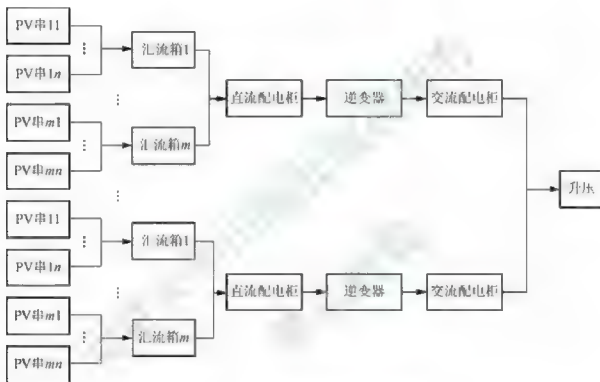 PV串11
⋮
PV串1n
汇流箱1
⋮
PV串m1
⋮
PV串mn
汇流箱m
直流配电柜
逆变器
交流配电柜
⋮
升压
PV串11
⋮
PV串1n
汇流箱1
⋮
PV串m1
⋮
PV串mn
汇流箱m
直流配电柜
逆变器
交流配电柜